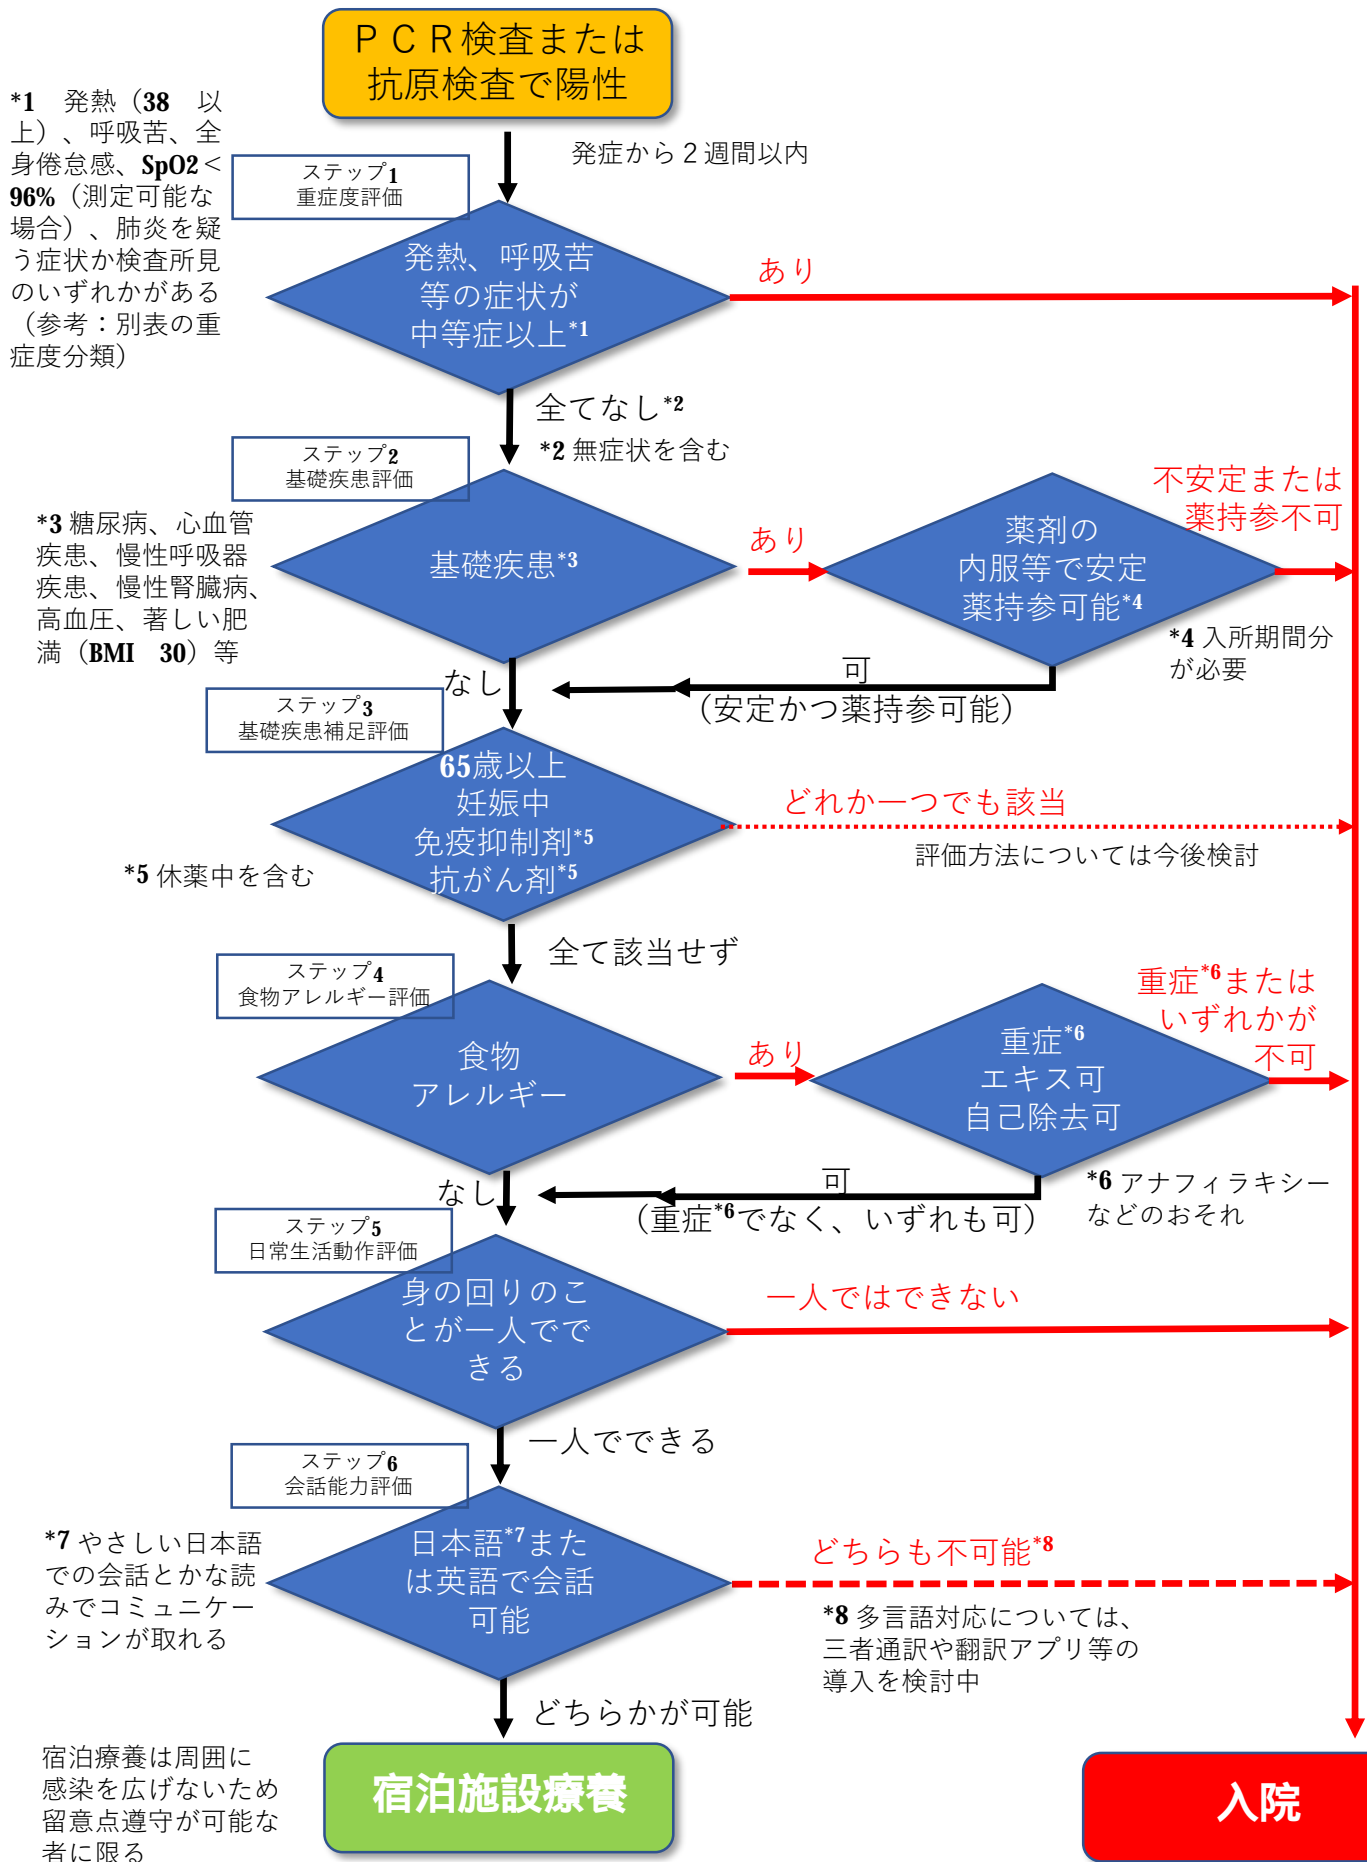 ＰＣＲ検査または
抗原検査で陽性
*1　発熱（38　以
上）、呼吸苦、全
身倦怠感、SpO2＜
96%（測定可能な
場合）、肺炎を疑
う症状か検査所見
のいずれかがある
（参考：別表の重
症度分類）
発症から２週間以内
ステップ1
重症度評価
発熱、呼吸苦
等の症状が
中等症以上*1
あり
全てなし*2
*2 無症状を含む
ステップ2
基礎疾患評価
*3 糖尿病、心血管
疾患、慢性呼吸器
疾患、慢性腎臓病、
高血圧、著しい肥
満（BMI　30）等
基礎疾患*3
あり
薬剤の
内服等で安定
薬持参可能*4
不安定または
薬持参不可
*4 入所期間分
が必要
なし
可
（安定かつ薬持参可能）
ステップ3
基礎疾患補足評価
65歳以上
妊娠中
免疫抑制剤*5
抗がん剤*5
*5 休薬中を含む
どれか一つでも該当
評価方法については今後検討
全て該当せず
ステップ4
食物アレルギー評価
食物
アレルギー
あり
重症*6
エキス可
自己除去可
重症*6または
いずれかが
不可
*6 アナフィラキシー
などのおそれ
なし
可
（重症*6でなく、いずれも可）
ステップ5
日常生活動作評価
身の回りのこ
とが一人でで
きる
一人ではできない
一人でできる
ステップ6
会話能力評価
*7 やさしい日本語
での会話とかな読
みでコミュニケー
ションが取れる
日本語*7また
は英語で会話
可能
どちらも不可能*8
*8 多言語対応については、
三者通訳や翻訳アプリ等の
導入を検討中
どちらかが可能
宿泊療養は周囲に
感染を広げないため
留意点遵守が可能な
者に限る
宿泊施設療養
入院